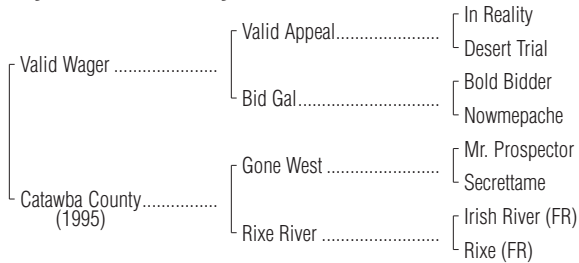 In Reality
Valid Appeal.....................
Desert Trial
Valid Wager .....................
Bold Bidder
Bid Gal.............................
Nowmepache
Mr. Prospector
Gone West .......................
Secrettame
Catawba County...............
(1995)
Irish River (FR)
Rixe River ........................
Rixe (FR)